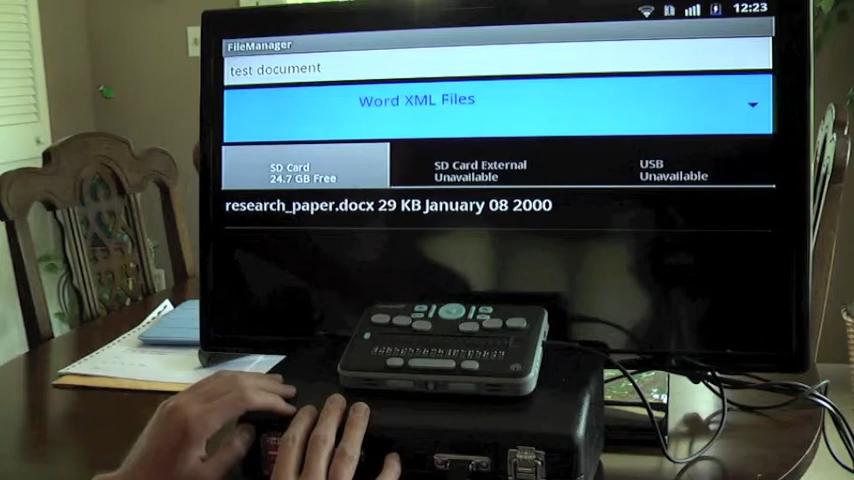 12:23
FileManager
test document
Word XML Files
SD Card
24.7 GB Free
SD Card External
Unavailable
USB
Unavailable
research_paper.docx 29 KB January 08 2000